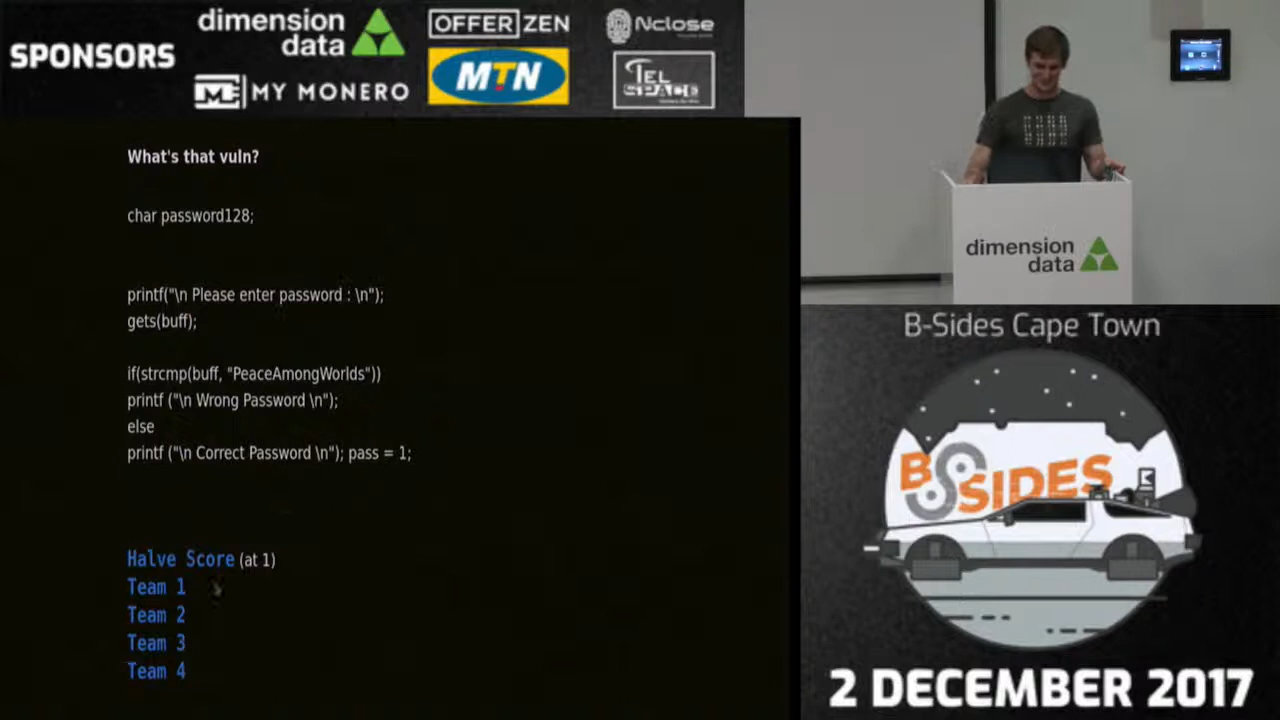 SPONSORS
dimension data
OFFERZEN
Nclose
MY MONERO
MTN
TEL SPACE
What's that vuln?
char password128;
printf("\n Please enter password : \n");
gets(buff);
if(strcmp(buff, "PeaceAmongWorlds"))
printf ("\n Wrong Password \n");
else
printf ("\n Correct Password \n"); pass = 1;
Halve Score (at 1)
Team 1
Team 2
Team 3
Team 4
dimension
data
B-Sides Cape Town
BSIDES
2 DECEMBER 2017